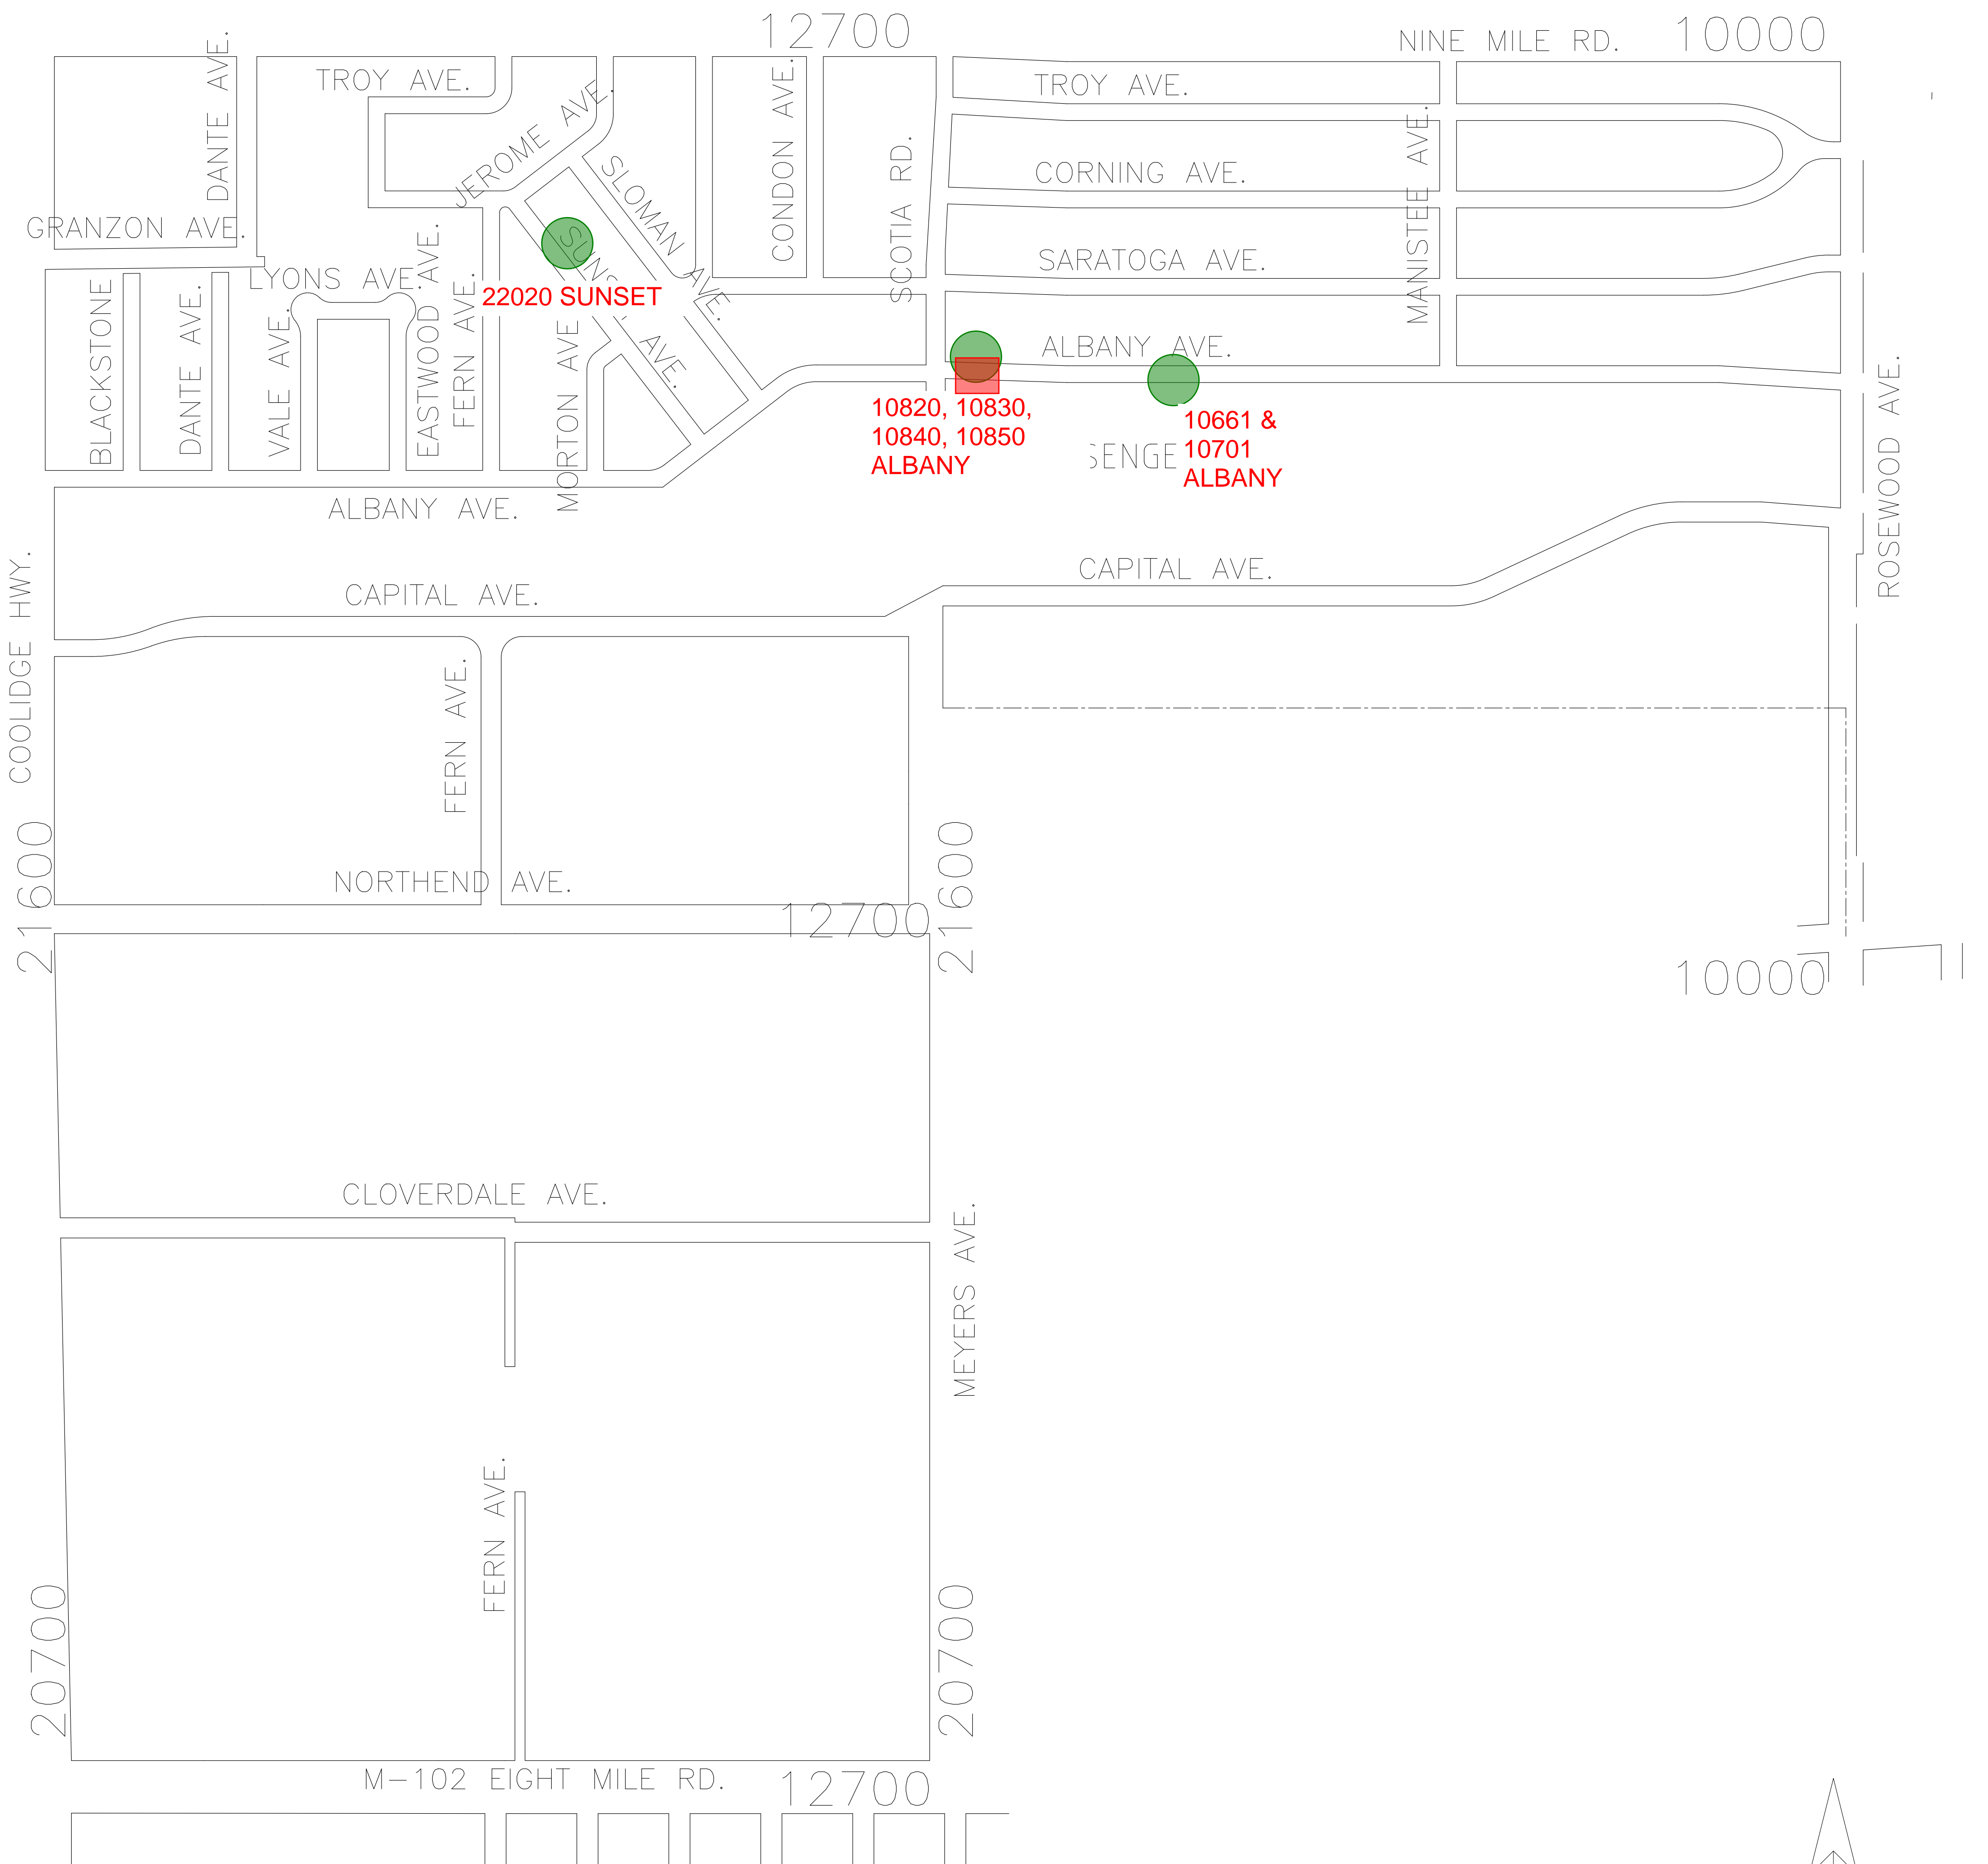 12700
NINE MILE RD.
10000
DANTE AVE.
TROY AVE.
JEROME AVE.
SLOMAN AVE.
CONDON AVE.
SCOTIA RD.
TROY AVE.
CORNING AVE.
MANISTEE AVE.
SARATOGA AVE.
ALBANY AVE.
GRANZON AVE.
LYONS AVE.
BLACKSTONE
DANTE AVE.
VALE AVE.
EASTWOOD AVE.
FERN AVE.
MORTON AVE
22020 SUNSET
10820, 10830,
10840, 10850
ALBANY
10661 &
10701
ALBANY
ROSEWOOD AVE.
ALBANY AVE.
COOLIDGE HWY.
CAPITAL AVE.
CAPITAL AVE.
FERN AVE.
21600
NORTHEND AVE.
12700
21600
10000
CLOVERDALE AVE.
MEYERS AVE.
FERN AVE.
20700
20700
M-102 EIGHT MILE RD.
12700